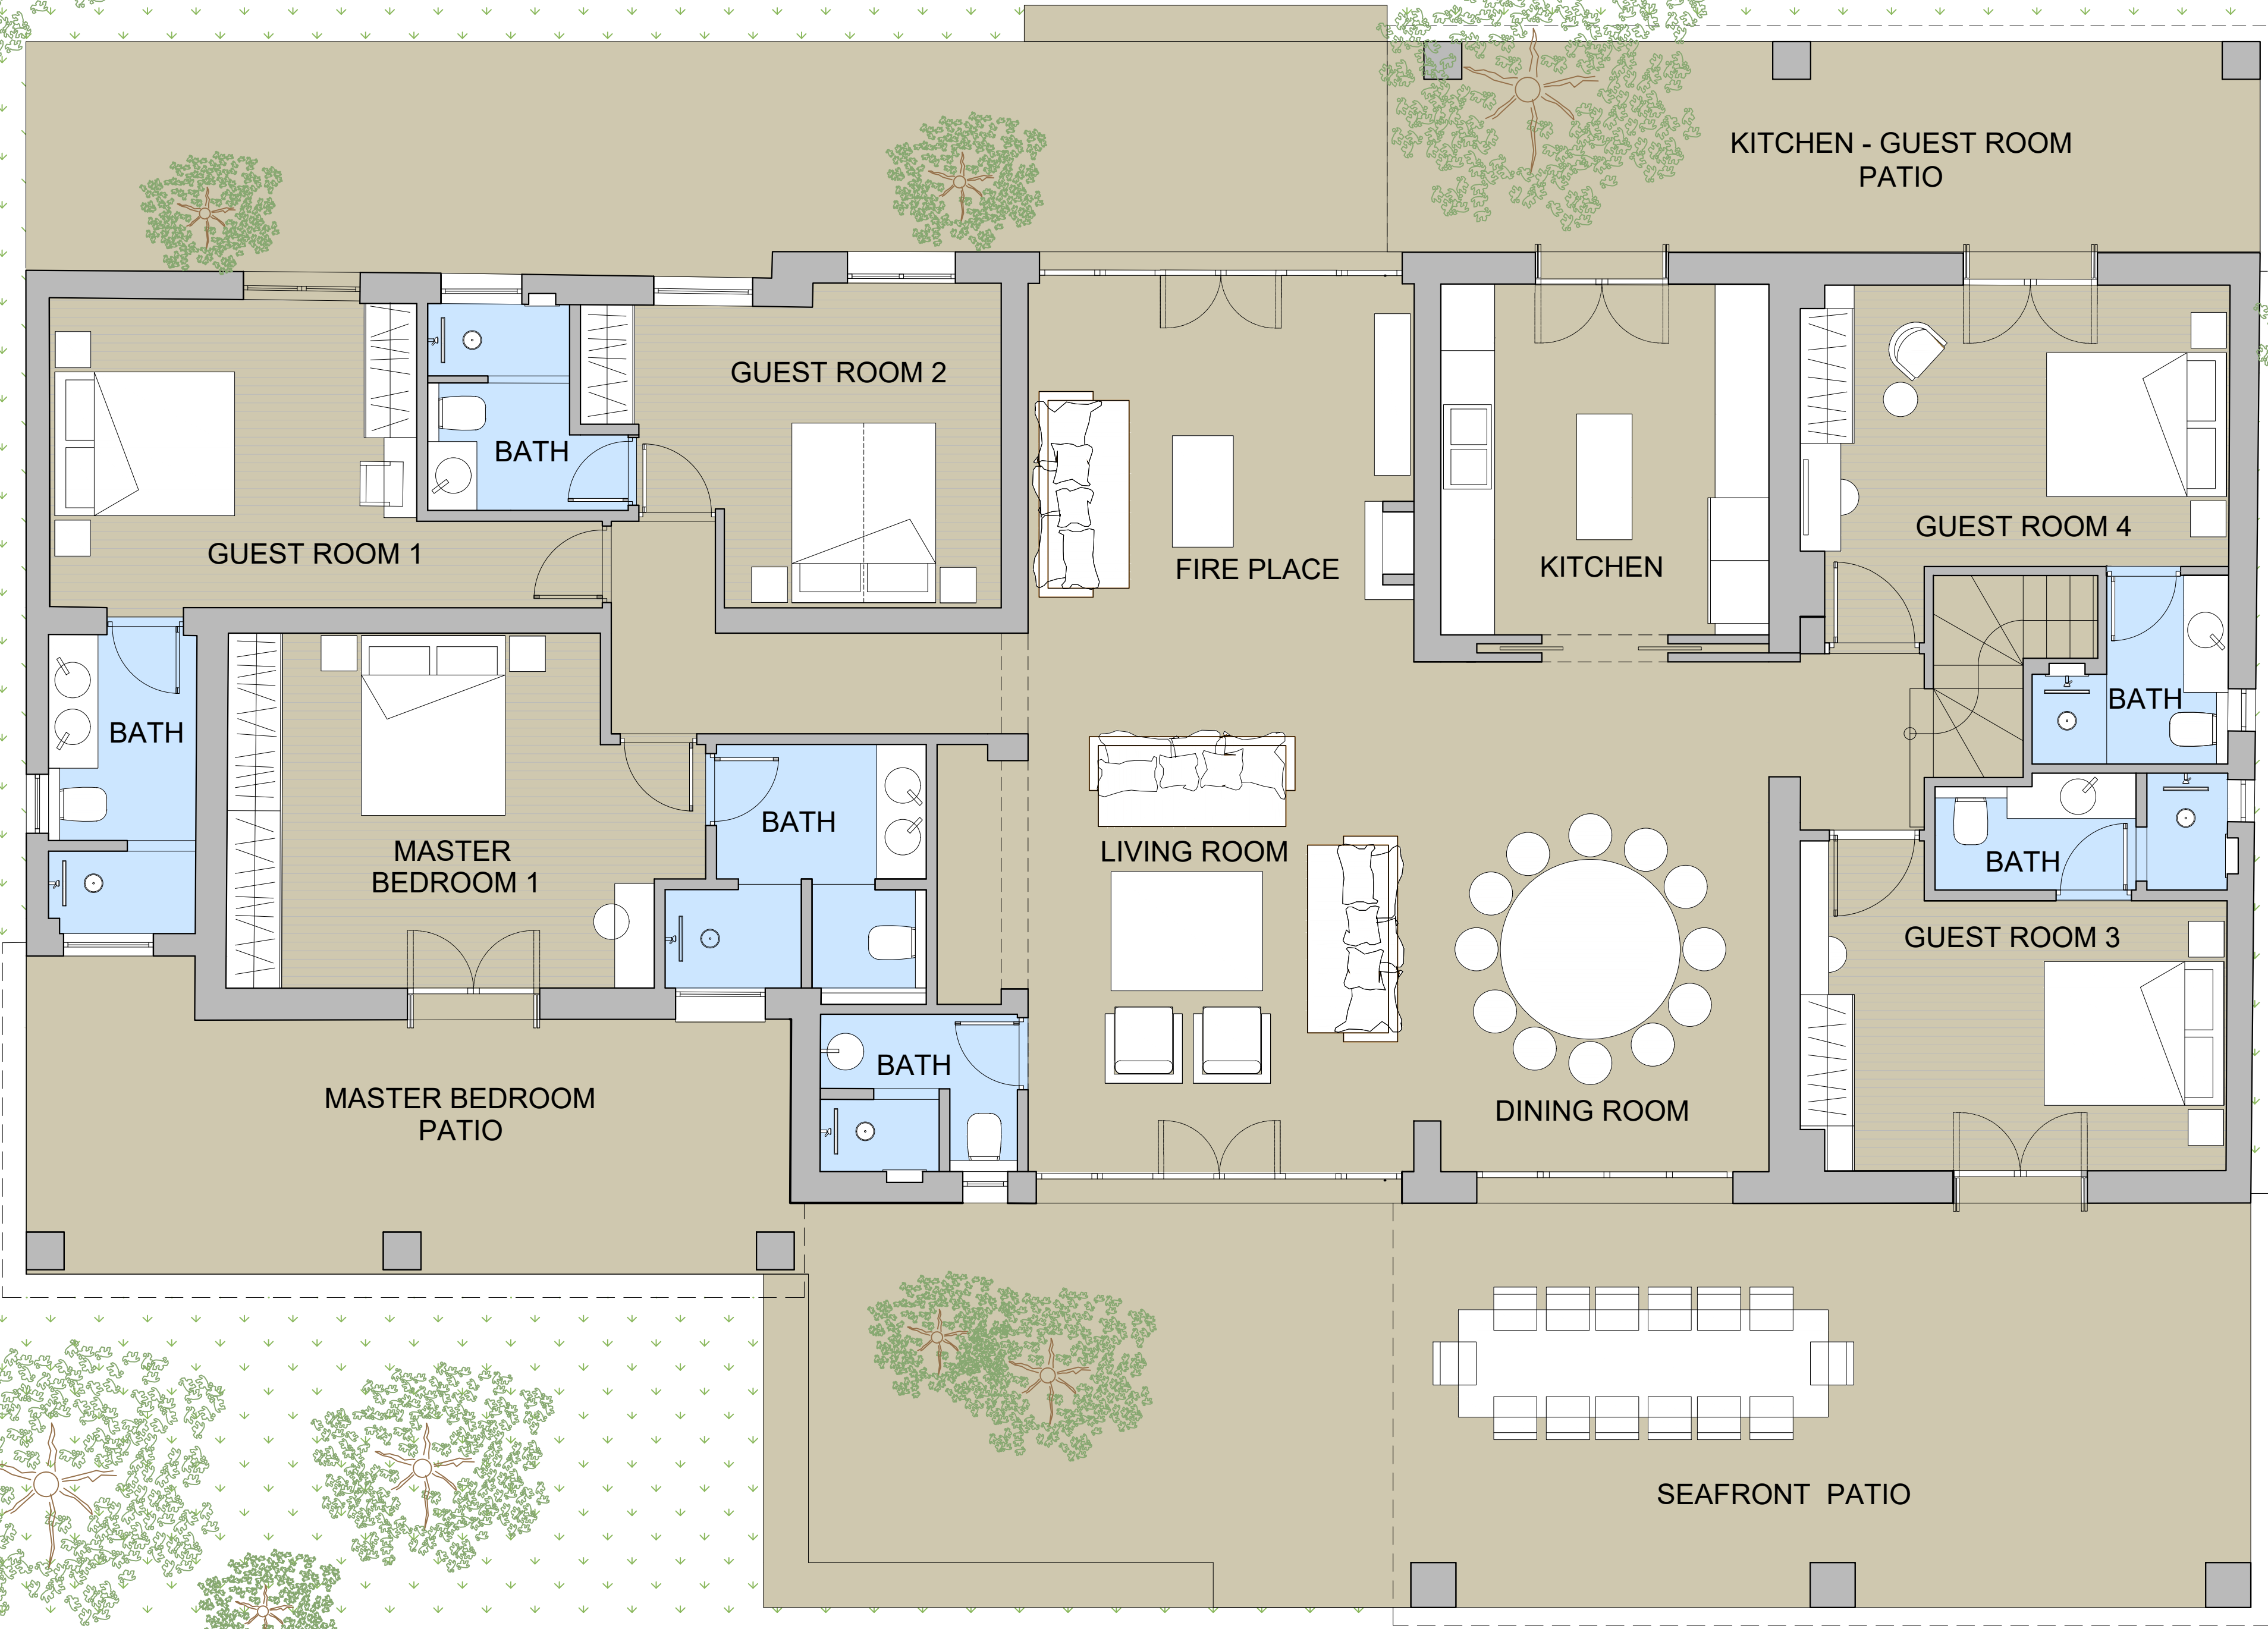 KITCHEN - GUEST ROOM
PATIO
GUEST ROOM 2
BATH
GUEST ROOM 1
FIRE PLACE
KITCHEN
GUEST ROOM 4
BATH
BATH
MASTER
BEDROOM 1
BATH
LIVING ROOM
BATH
GUEST ROOM 3
MASTER BEDROOM
PATIO
BATH
DINING ROOM
SEAFRONT PATIO